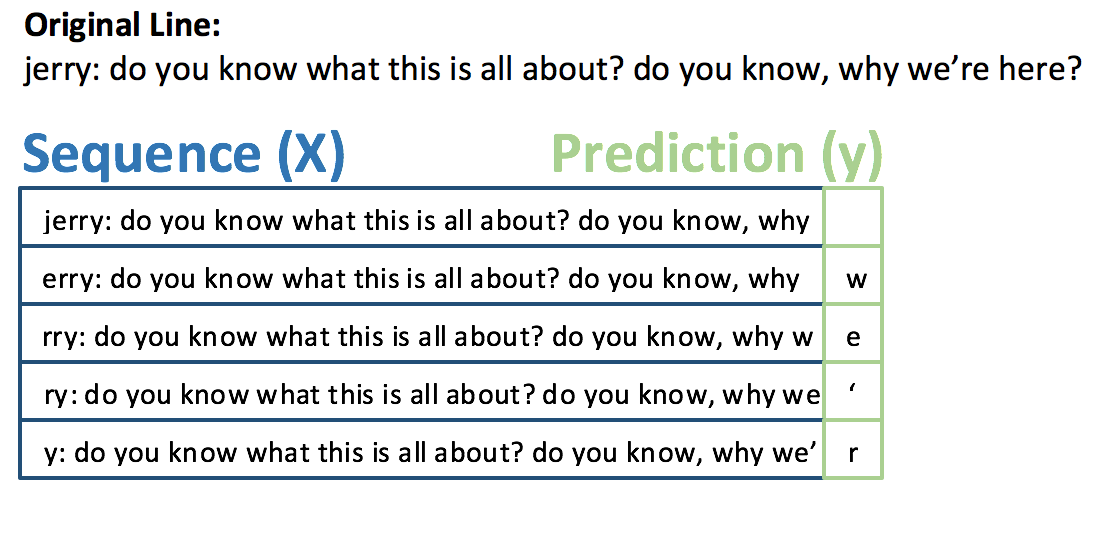 Original Line:
jerry: do you know what this is all about? do you know, why we’re here?
Sequence (X) Prediction (y)
jerry: do you know what this is all about? do you know, why
erry: do you know what this is all about? do you know, why w
rry: do you know what this is all about? do you know, why w e
ry: do you know what this is all about? do you know, why we ‘
y: do you know what this is all about? do you know, why we’ r